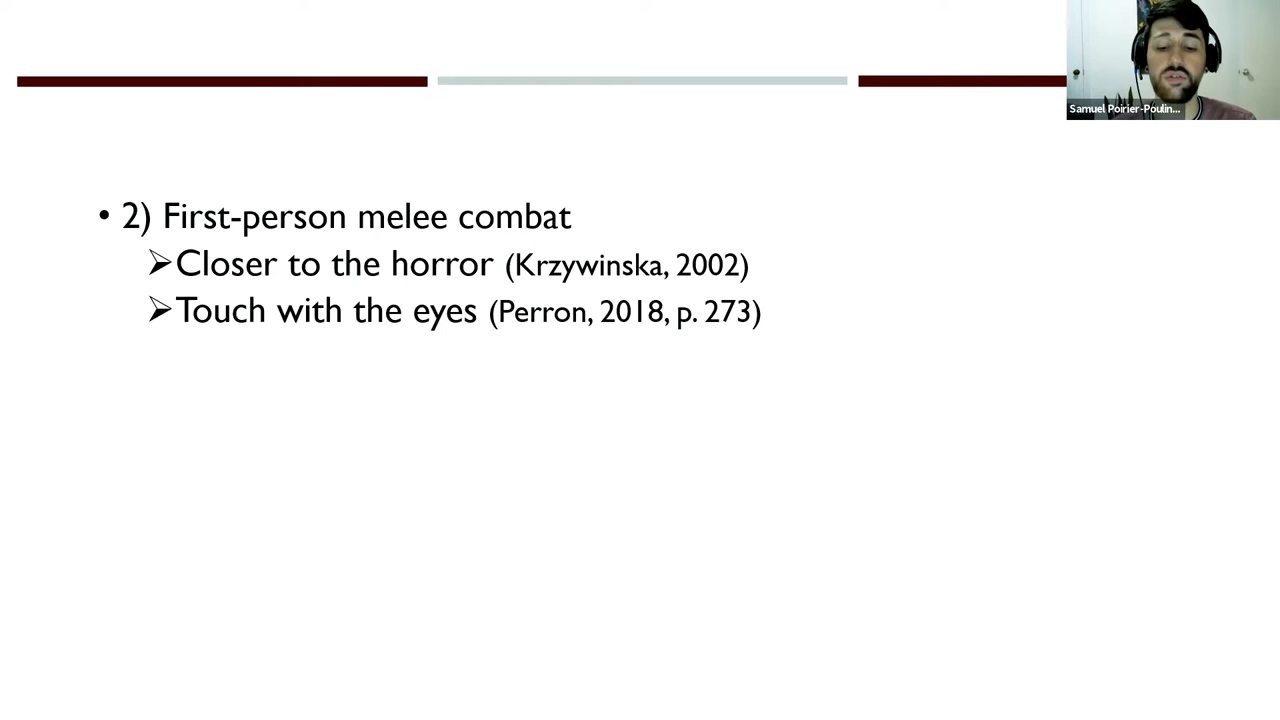 Samuel Poirier-Poulin...
• 2) First-person melee combat
➢Closer to the horror (Krzywinska, 2002)
➢Touch with the eyes (Perron, 2018, p. 273)